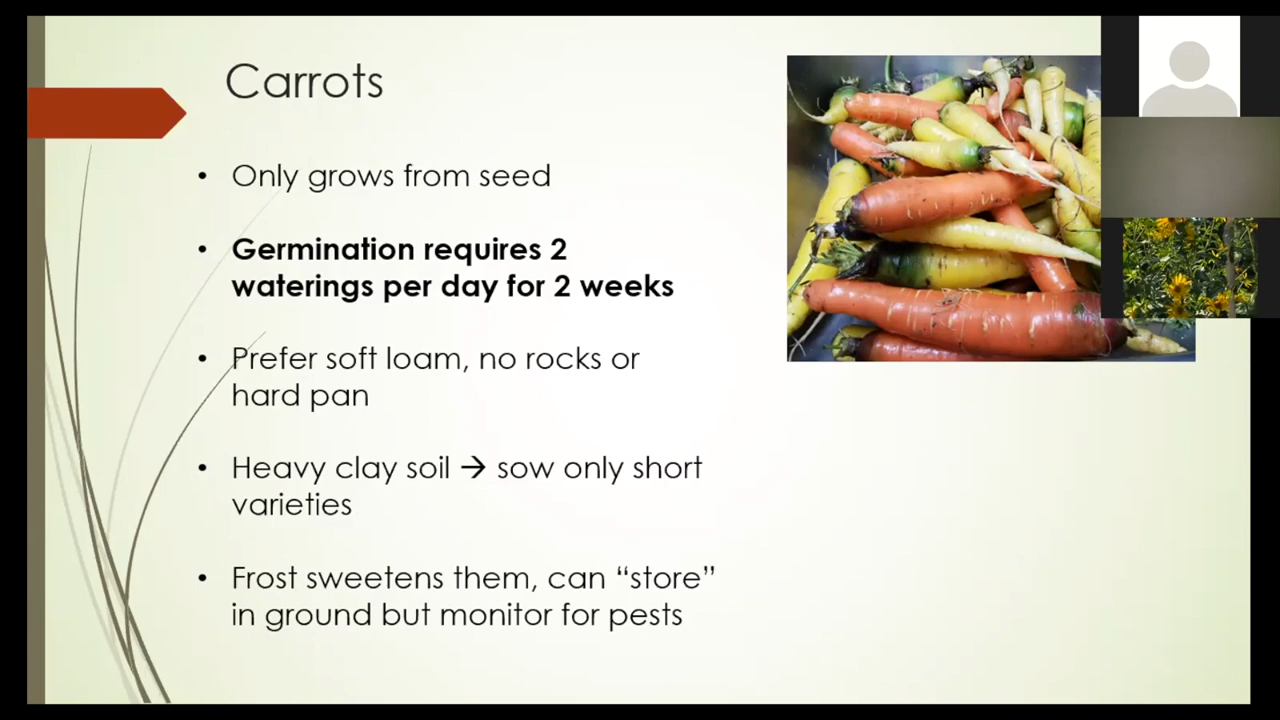 Carrots
• Only grows from seed
• Germination requires 2
waterings per day for 2 weeks
• Prefer soft loam, no rocks or
hard pan
• Heavy clay soil → sow only short
varieties
• Frost sweetens them, can “store”
in ground but monitor for pests